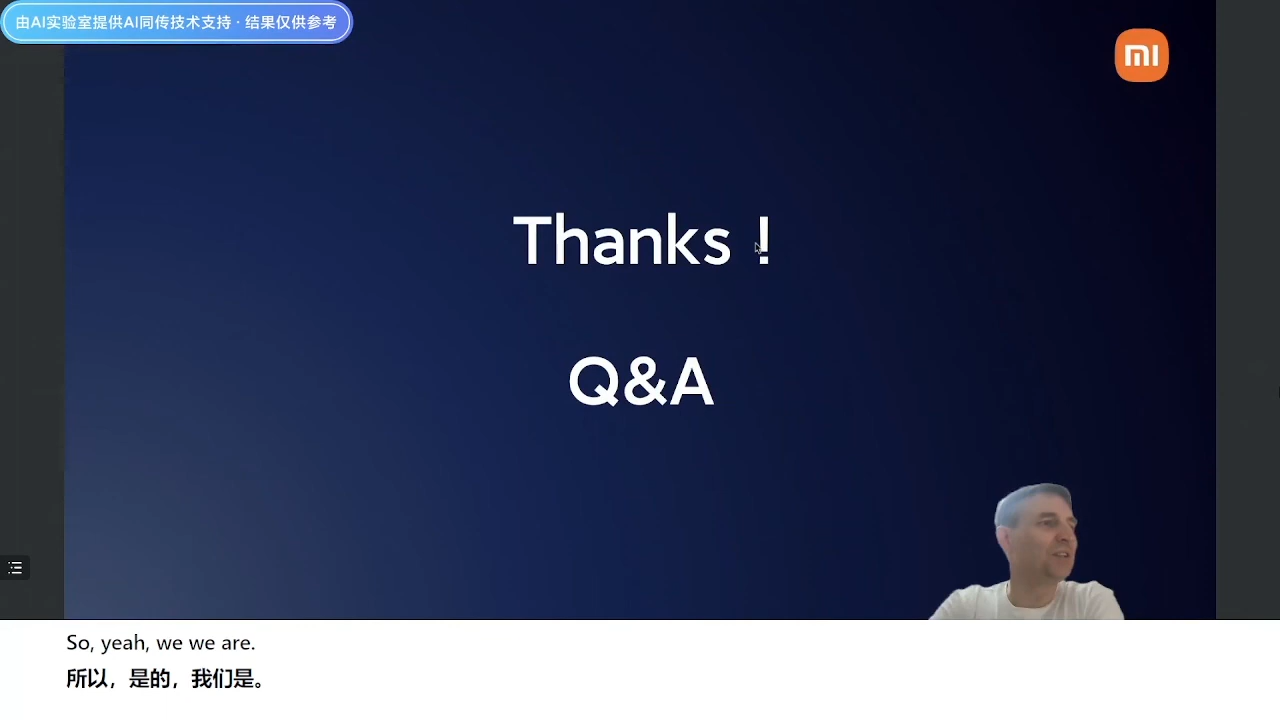 由AI实验室提供AI同传技术支持 · 结果仅供参考
mi
Thanks !
Q&A
So, yeah, we we are.
所以，是的，我们是。